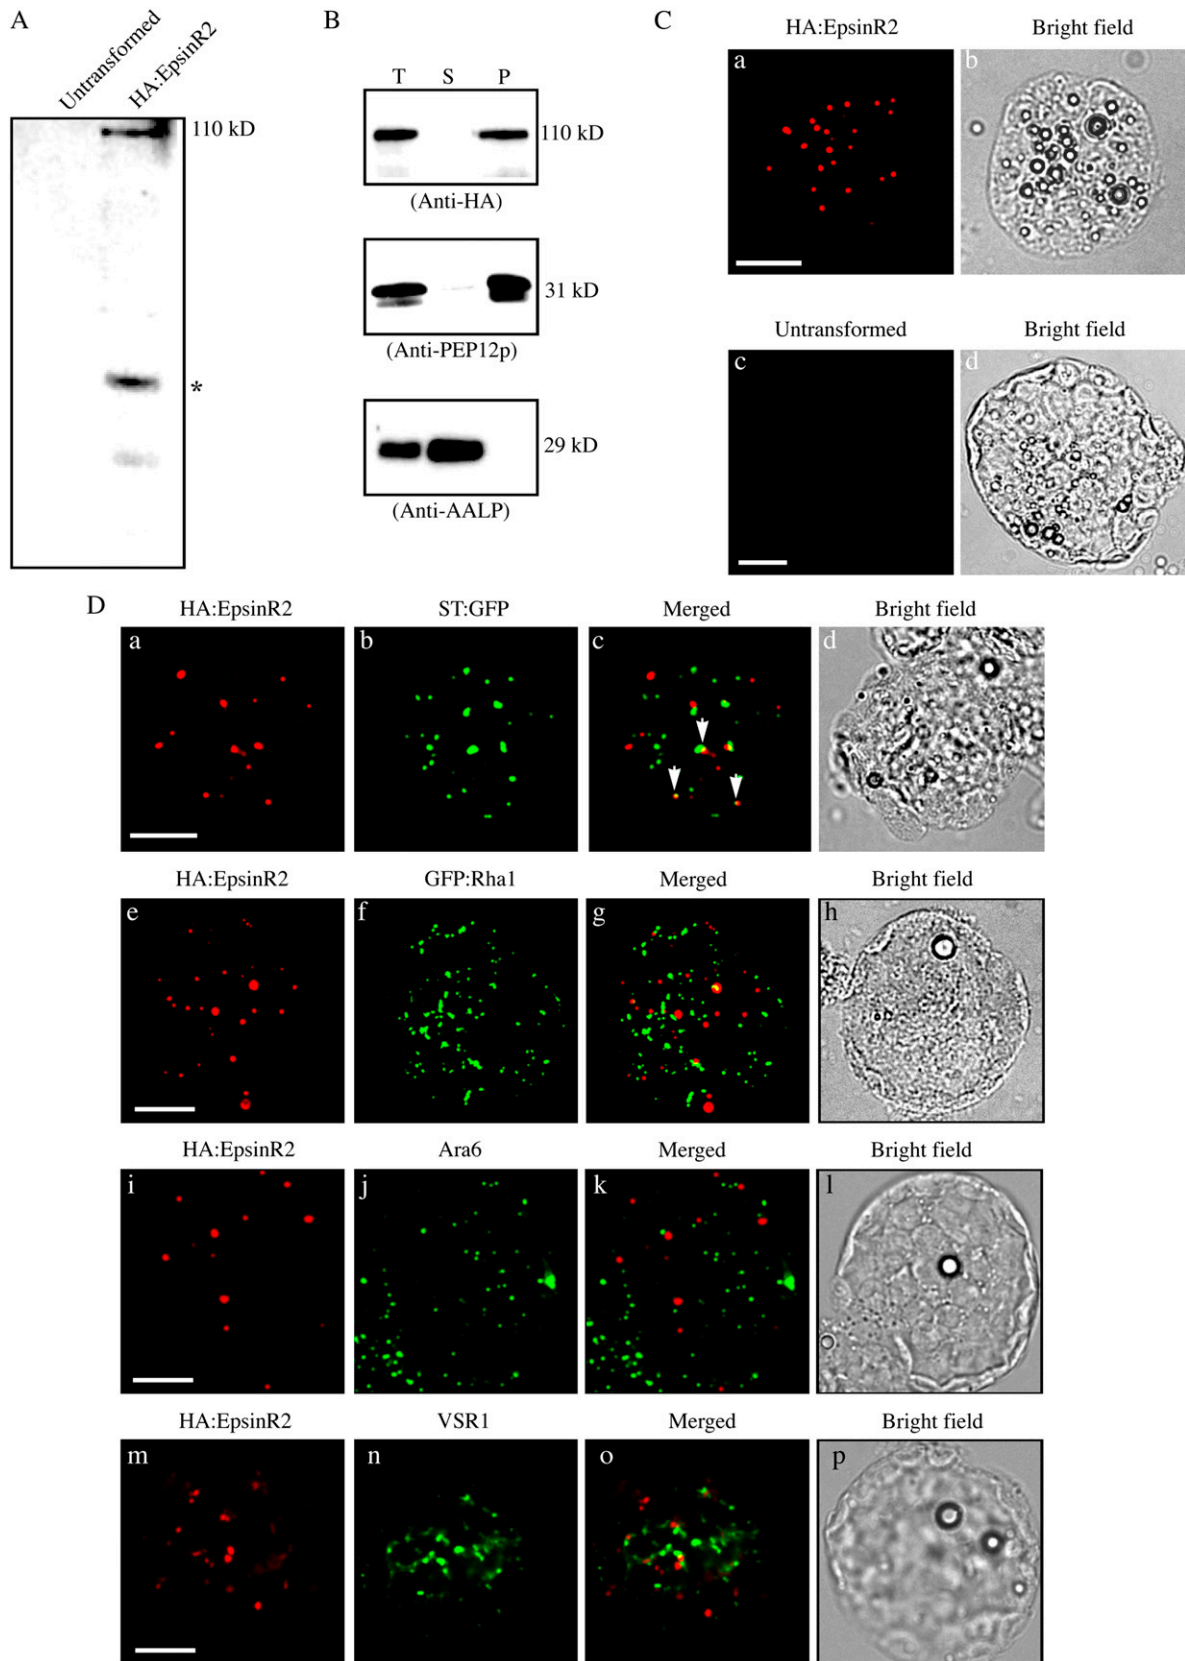 A
Untransformed
HA:EpsinR2
110 kD
*
B
T S P
110 kD
(Anti-HA)
31 kD
(Anti-PEP12p)
29 kD
(Anti-AALP)
C
HA:EpsinR2 Bright field
a b
Untransformed Bright field
c d
D
HA:EpsinR2 ST:GFP Merged Bright field
a b c d
HA:EpsinR2 GFP:Rha1 Merged Bright field
e f g h
HA:EpsinR2 Ara6 Merged Bright field
i j k l
HA:EpsinR2 VSR1 Merged Bright field
m n o p